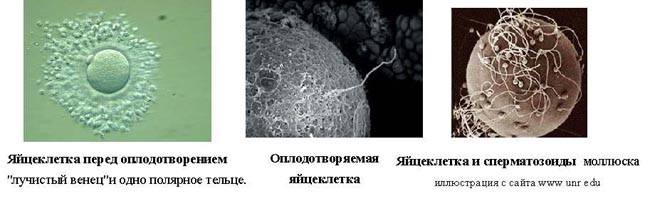 Яйцеклетка перед оплодотворением
"лучистый венец"и одно полярное тельце.
Оплодотворяемая
яйцеклетка
Яйцеклетка и сперматозоиды моллюска
иллюстрация с сайта www unr edu